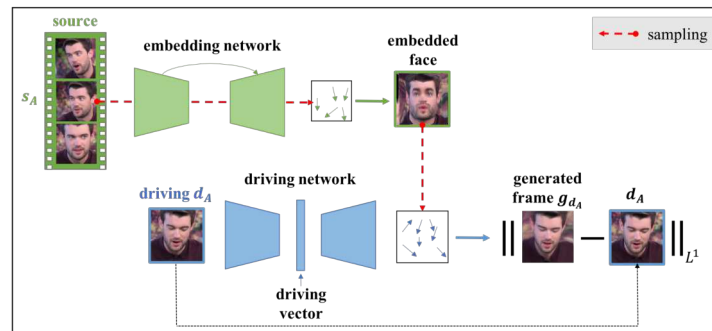 source
embedding network
embedded
face
sampling
s_A
driving d_A
driving network
generated
frame g_{d_A}
d_A
L^1
driving
vector